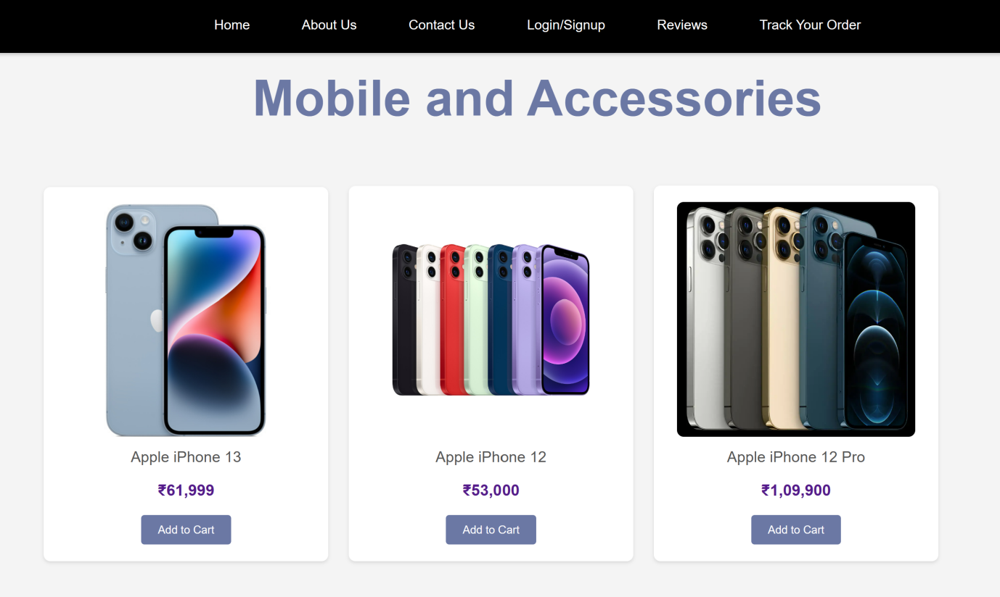 Home About Us Contact Us Login/Signup Reviews Track Your Order
Mobile and Accessories
Apple iPhone 13
₹61,999
Add to Cart
Apple iPhone 12
₹53,000
Add to Cart
Apple iPhone 12 Pro
₹1,09,900
Add to Cart